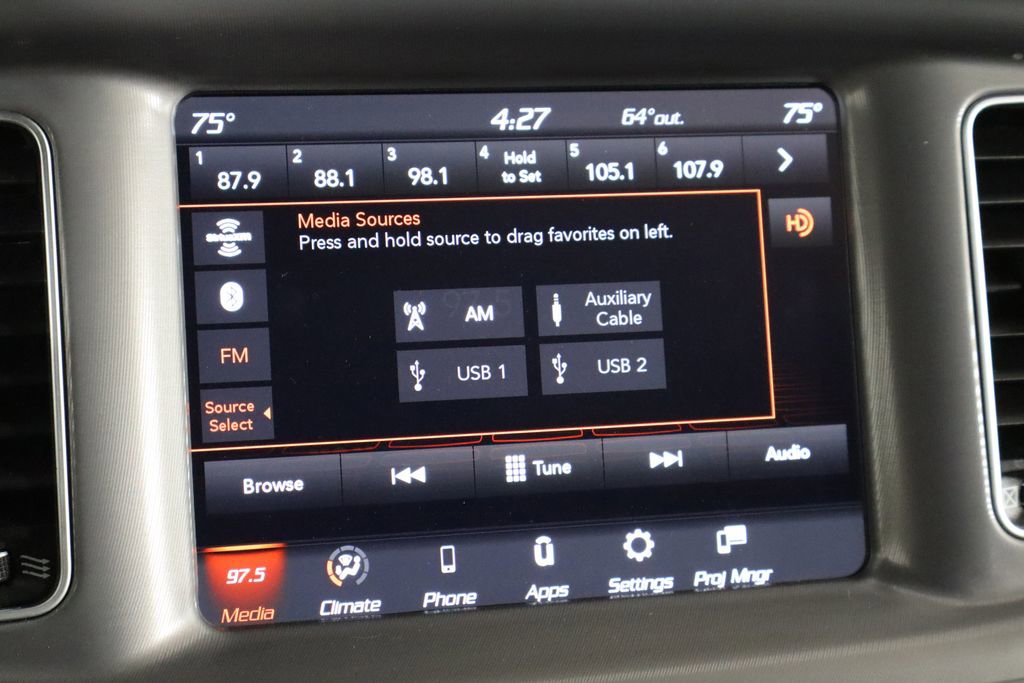 75° 4:27 64°out. 75°
1 87.9 2 88.1 3 98.1 4 Hold to Set 5 105.1 6 107.9
Media Sources
Press and hold source to drag favorites on left.
SiriusXM
HD
AM
Auxiliary Cable
FM
USB 1
USB 2
Source
Select
Browse Tune Audio
97.5
Media Climate Phone Apps Settings Proj Mngr